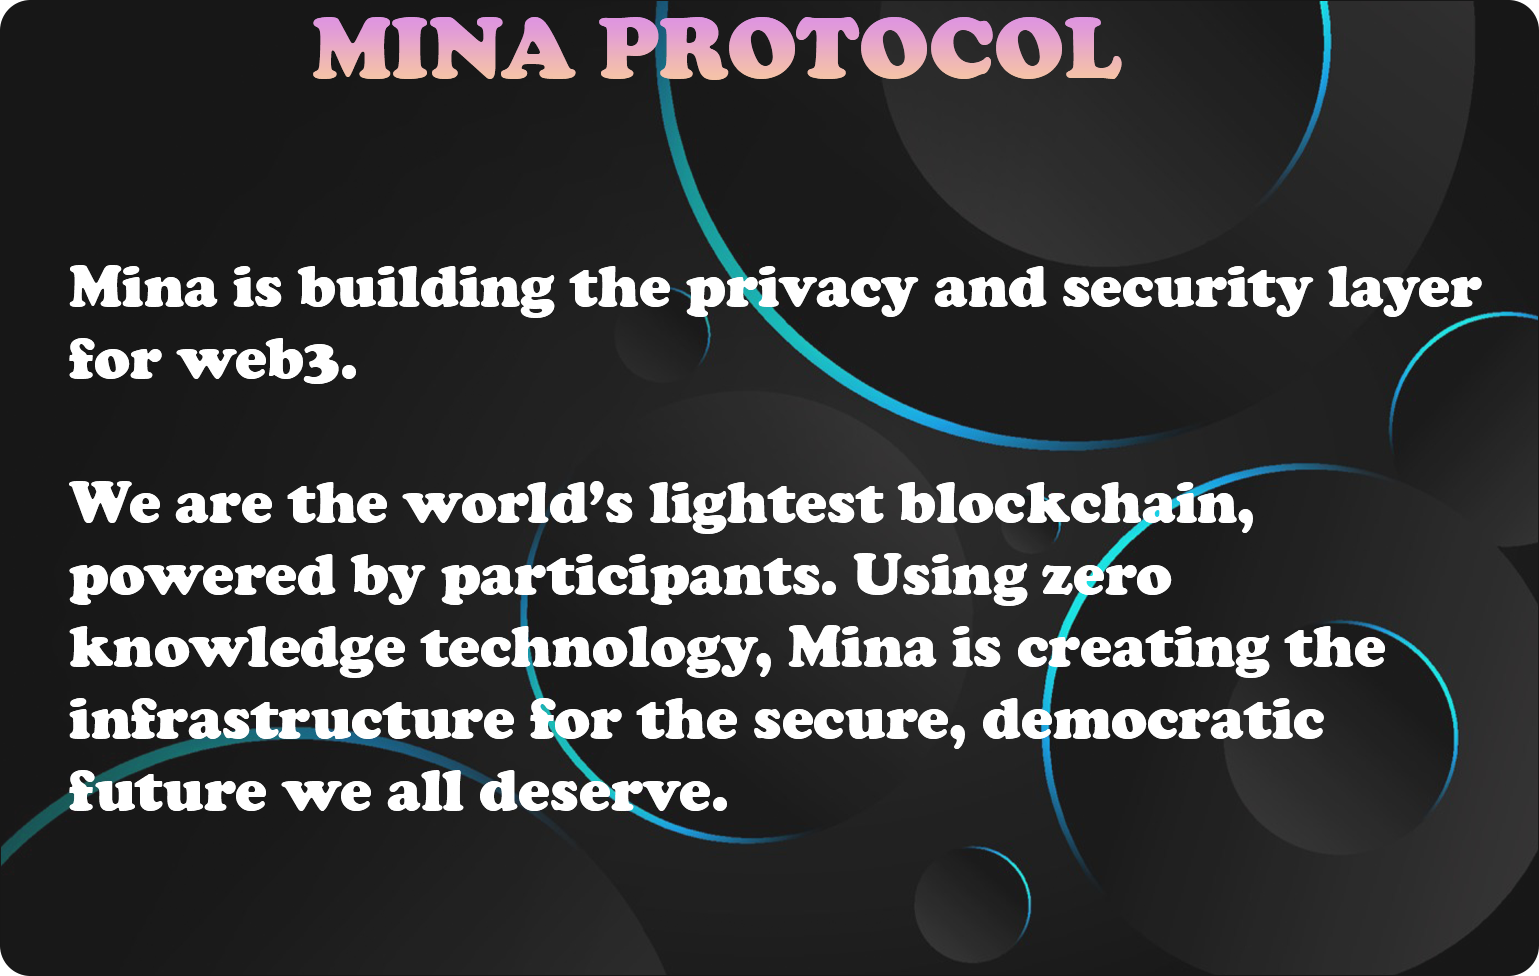 MINA PROTOCOL
Mina is building the privacy and security layer
for web3.
We are the world’s lightest blockchain,
powered by participants. Using zero
knowledge technology, Mina is creating the
infrastructure for the secure, democratic
future we all deserve.